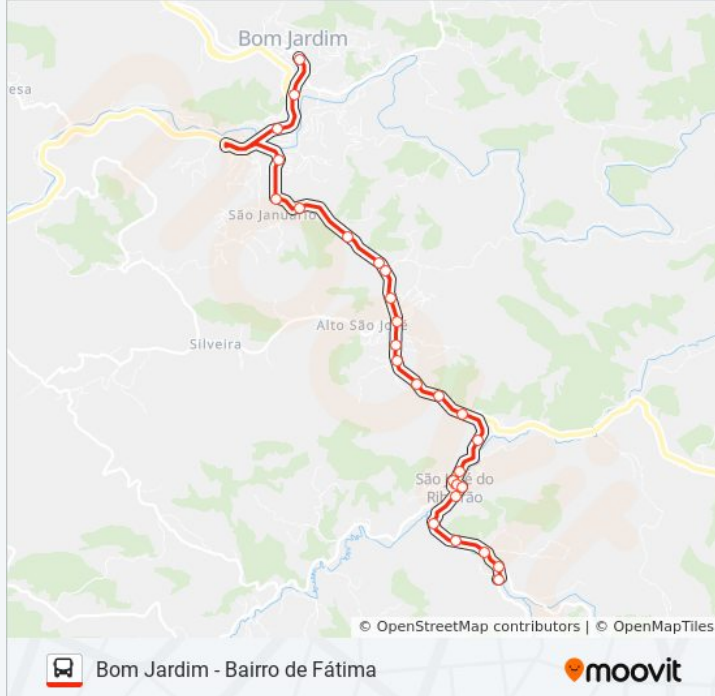 Bom Jardim
esa
São Januário
Alto São José
Silveira
São José do
Ribeirão
© OpenStreetMap contributors | © OpenMapTiles
Bom Jardim - Bairro de Fátima
moovit